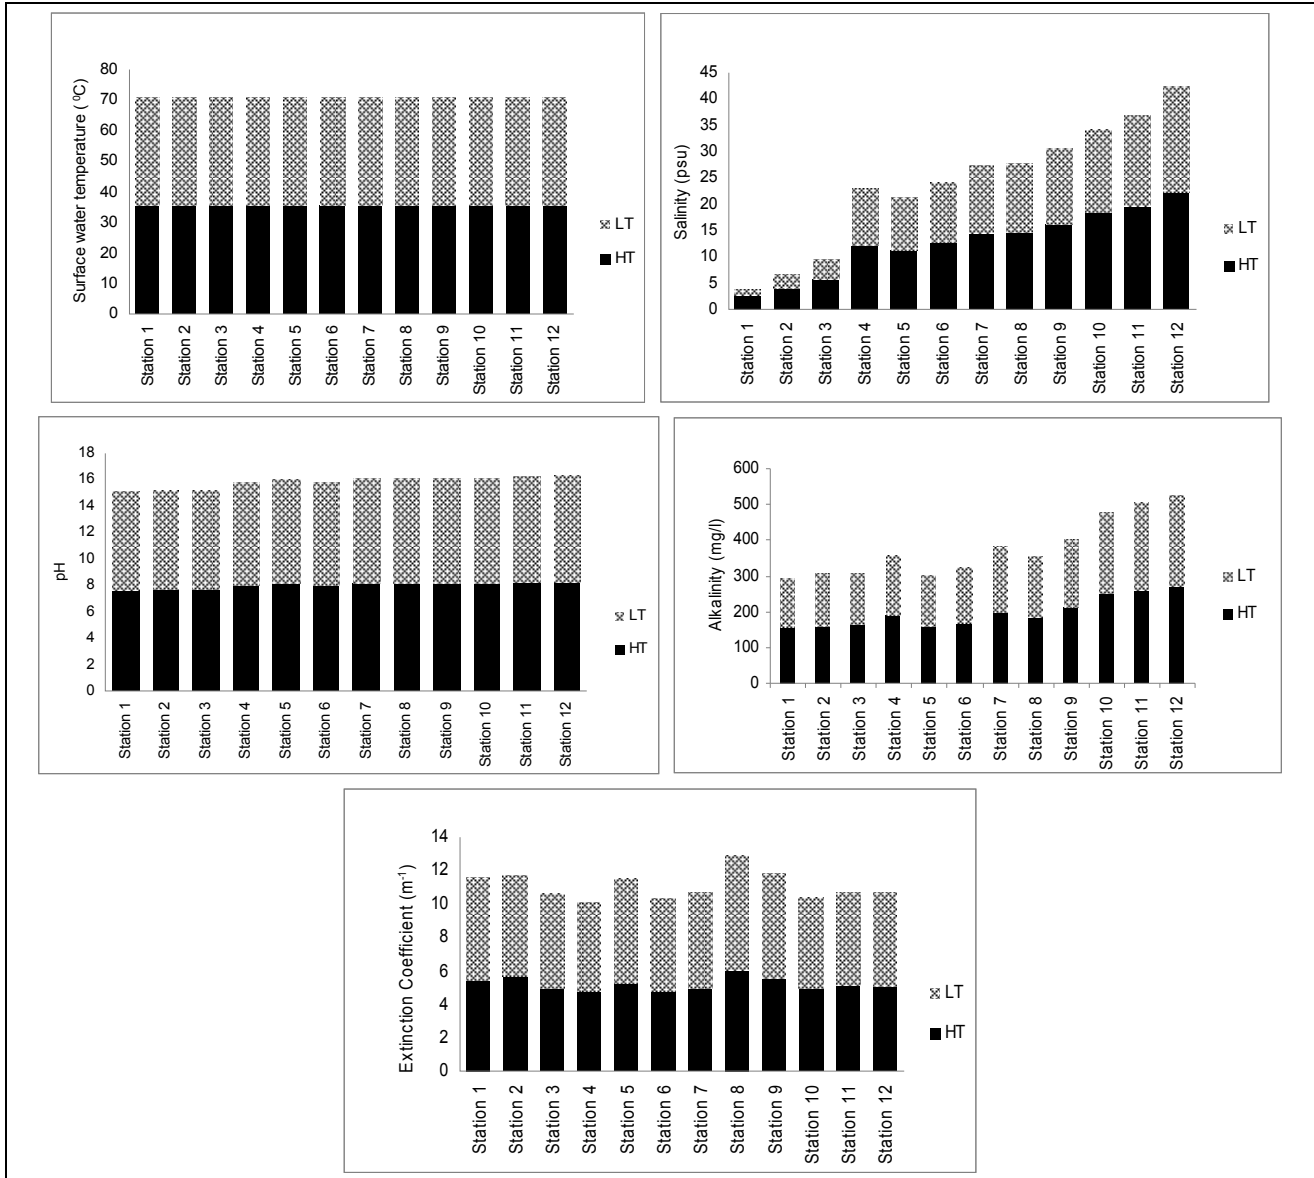 Surface water temperature ( ⁰C)
80
70
60
50
40
30
20
10
0
Station 1
Station 2
Station 3
Station 4
Station 5
Station 6
Station 7
Station 8
Station 9
Station 10
Station 11
Station 12
LT
HT
Salinity (psu)
45
40
35
30
25
20
15
10
5
0
Station 1
Station 2
Station 3
Station 4
Station 5
Station 6
Station 7
Station 8
Station 9
Station 10
Station 11
Station 12
LT
HT
pH
18
16
14
12
10
8
6
4
2
0
Station 1
Station 2
Station 3
Station 4
Station 5
Station 6
Station 7
Station 8
Station 9
Station 10
Station 11
Station 12
LT
HT
Alkalinity (mg/l)
600
500
400
300
200
100
0
Station 1
Station 2
Station 3
Station 4
Station 5
Station 6
Station 7
Station 8
Station 9
Station 10
Station 11
Station 12
LT
HT
Extinction Coefficient (m⁻¹)
14
12
10
8
6
4
2
0
Station 1
Station 2
Station 3
Station 4
Station 5
Station 6
Station 7
Station 8
Station 9
Station 10
Station 11
Station 12
LT
HT